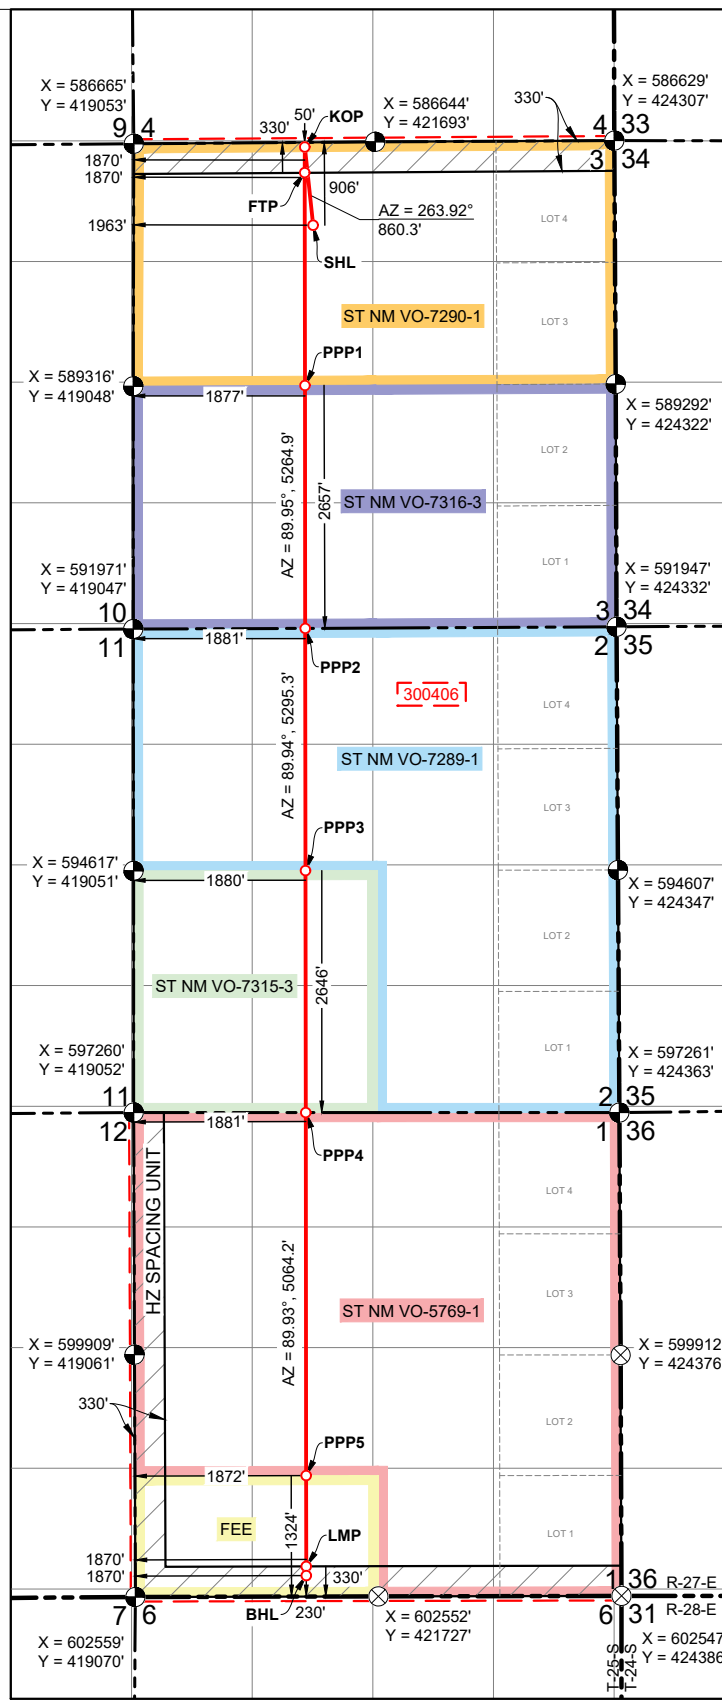 X = 586665'
Y = 419053'
X = 586644'
Y = 421693'
X = 586629'
Y = 424307'
50'
KOP
330'
330'
9 4
4 33
3 34
1870'
1870'
FTP
906'
AZ = 263.92°
860.3'
1963'
SHL
LOT 4
ST NM VO-7290-1
LOT 3
PPP1
X = 589316'
Y = 419048'
1877'
X = 589292'
Y = 424322'
LOT 2
AZ = 89.95°, 5264.9'
2657'
ST NM VO-7316-3
LOT 1
X = 591971'
Y = 419047'
X = 591947'
Y = 424332'
10
3 34
11
1881'
2 35
PPP2
300406
LOT 4
AZ = 89.94°, 5295.3'
ST NM VO-7289-1
LOT 3
PPP3
X = 594617'
Y = 419051'
1880'
X = 594607'
Y = 424347'
LOT 2
ST NM VO-7315-3
2646'
LOT 1
X = 597260'
Y = 419052'
X = 597261'
Y = 424363'
11
2 35
12
1881'
1 36
PPP4
HZ SPACING UNIT
LOT 4
AZ = 89.93°, 5064.2'
ST NM VO-5769-1
LOT 3
X = 599909'
Y = 419061'
X = 599912
Y = 424376
330'
LOT 2
PPP5
1872'
FEE
1324'
LMP
LOT 1
1870'
1870'
330'
1 36 R-27-E
BHL
230'
7 6
6 31 R-28-E
X = 602559'
Y = 419070'
X = 602552'
Y = 421727'
T-25-S
T-24-S
X = 602547
Y = 424386